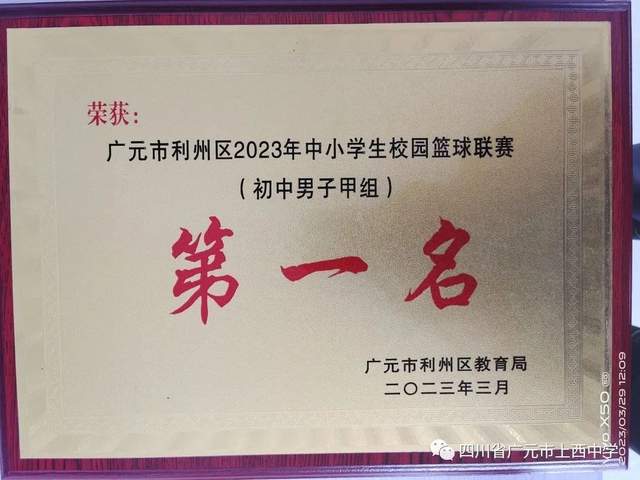 荣获：
广元市利州区2023年中小学生校园篮球联赛
（初中男子甲组）
第一名
广元市利州区教育局
二〇二三年三月
四川省广元市上西中学
vivo X50
2023/03/29 12:09